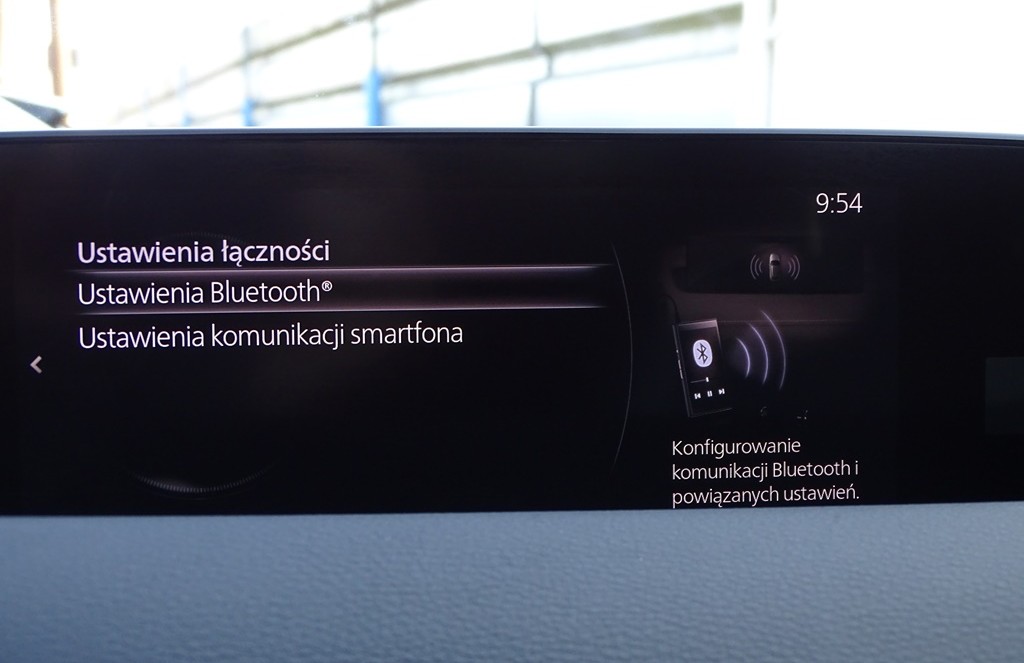 9:54
Ustawienia łączności
Ustawienia Bluetooth®
Ustawienia komunikacji smartfona
Konfigurowanie
komunikacji Bluetooth i
powiązanych ustawień.